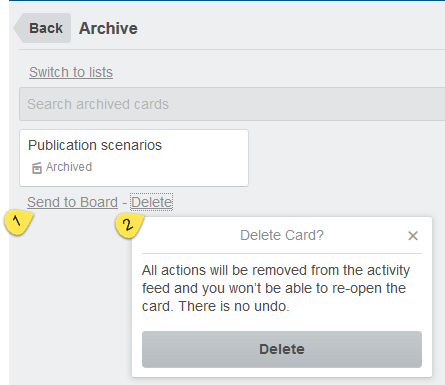 Back Archive
Switch to lists
Search archived cards
Publication scenarios
Archived
Send to Board - Delete
1 2
Delete Card? ×
All actions will be removed from the activity
feed and you won't be able to re-open the
card. There is no undo.
Delete